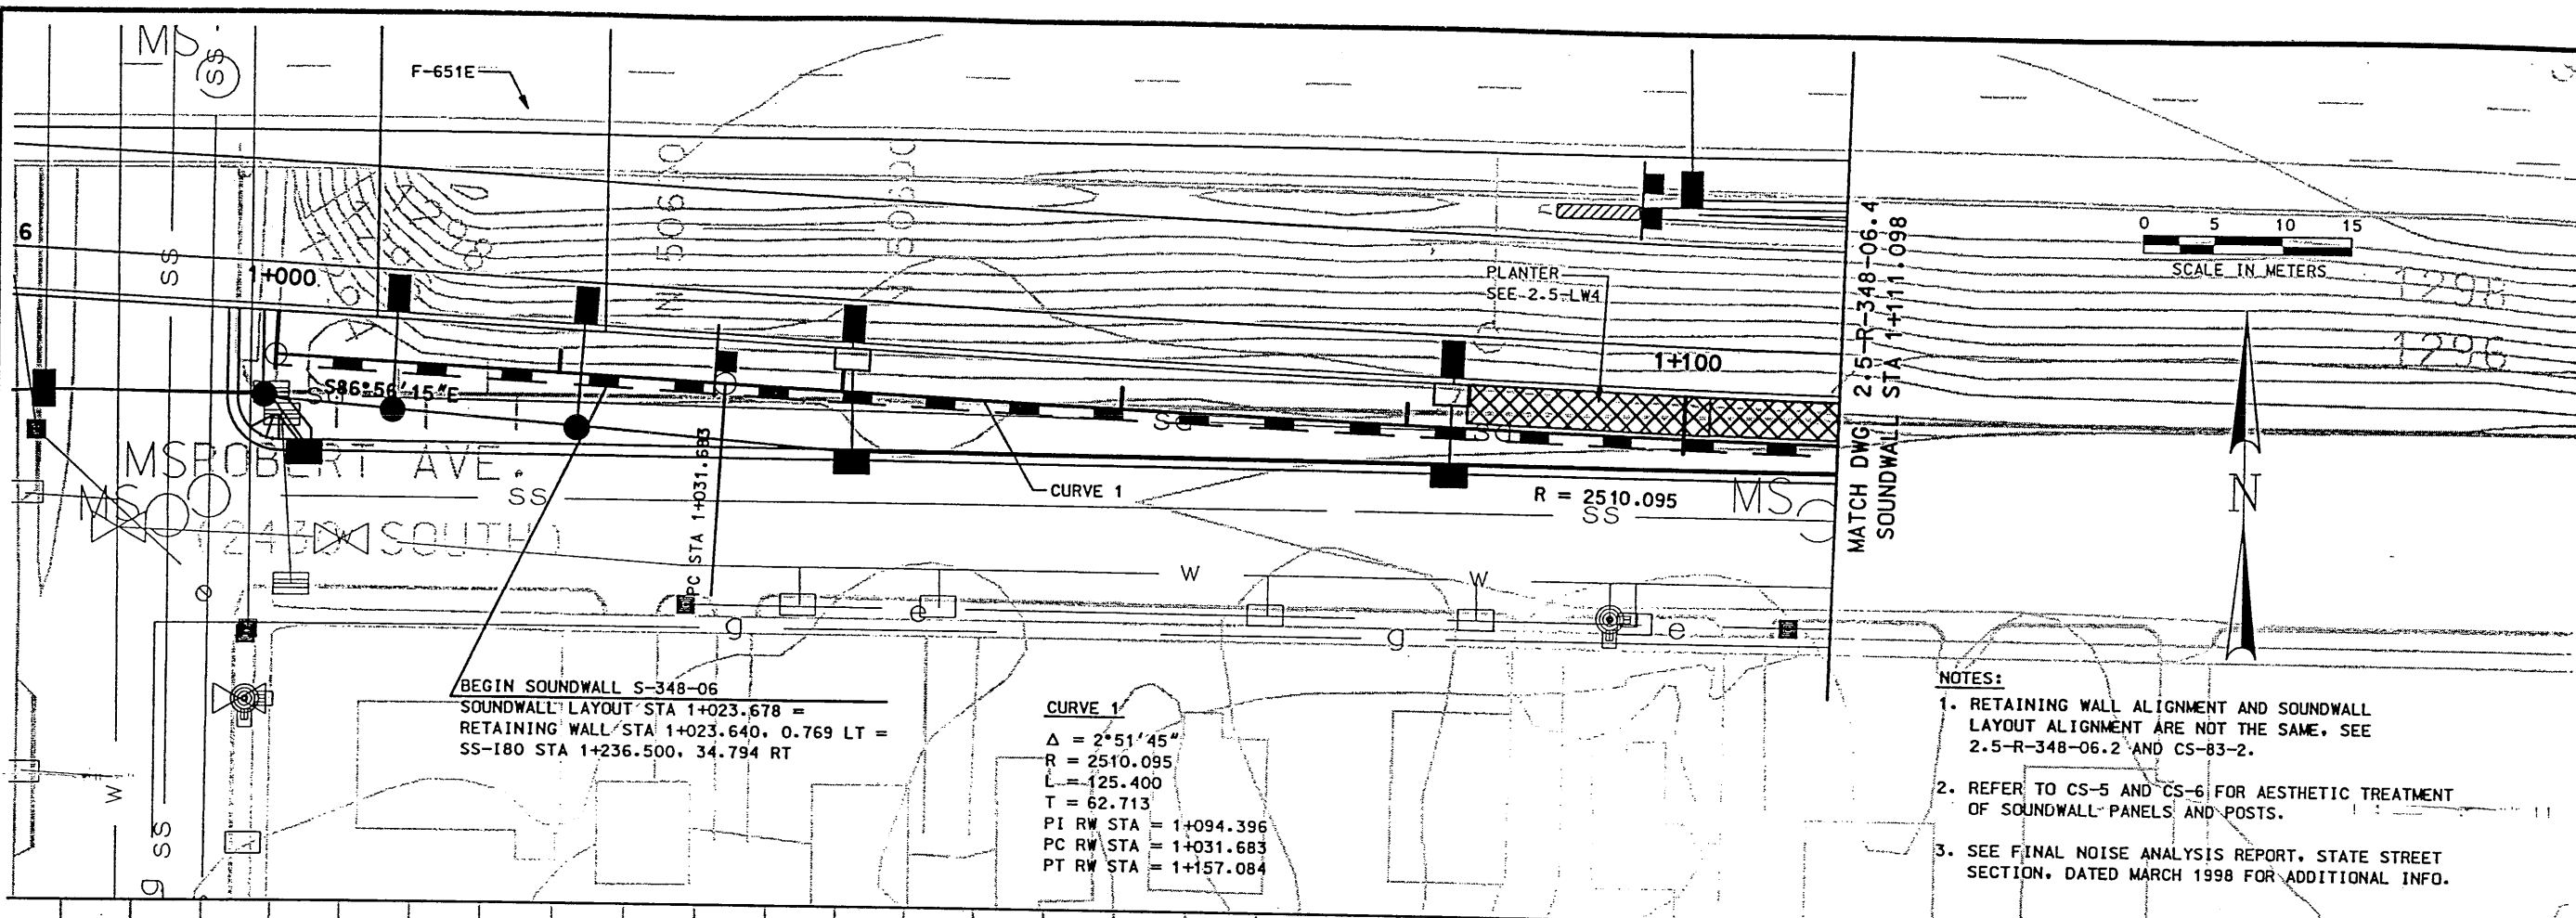 MS
SS
F-651E
N 506
6
SS
1+000
0 5 10 15
SCALE IN METERS
PLANTER
SEE 2.5-LW4
1+100
MATCH DWG 2.5-R-348-06.4
SOUNDWALL STA 1+111.098
1298
1296
S86°56'15"E
SD
SD
MS
ROBERT AVE.
SS
MS
SOUTH)
W
PC STA 1+031.683
CURVE 1
R = 2510.095
SS
MS
N
W
W
e
e
g
g
BEGIN SOUNDWALL S-348-06
SOUNDWALL LAYOUT STA 1+023.678 =
RETAINING WALL STA 1+023.640, 0.769 LT =
SS-I80 STA 1+236.500, 34.794 RT
CURVE 1
Δ = 2°51'45"
R = 2510.095
L = 125.400
T = 62.713
PI RW STA = 1+094.396
PC RW STA = 1+031.683
PT RW STA = 1+157.084
NOTES:
1. RETAINING WALL ALIGNMENT AND SOUNDWALL
LAYOUT ALIGNMENT ARE NOT THE SAME. SEE
2.5-R-348-06.2 AND CS-83-2.
2. REFER TO CS-5 AND CS-6 FOR AESTHETIC TREATMENT
OF SOUNDWALL PANELS AND POSTS.
3. SEE FINAL NOISE ANALYSIS REPORT, STATE STREET
SECTION, DATED MARCH 1998 FOR ADDITIONAL INFO.
W
SS
g